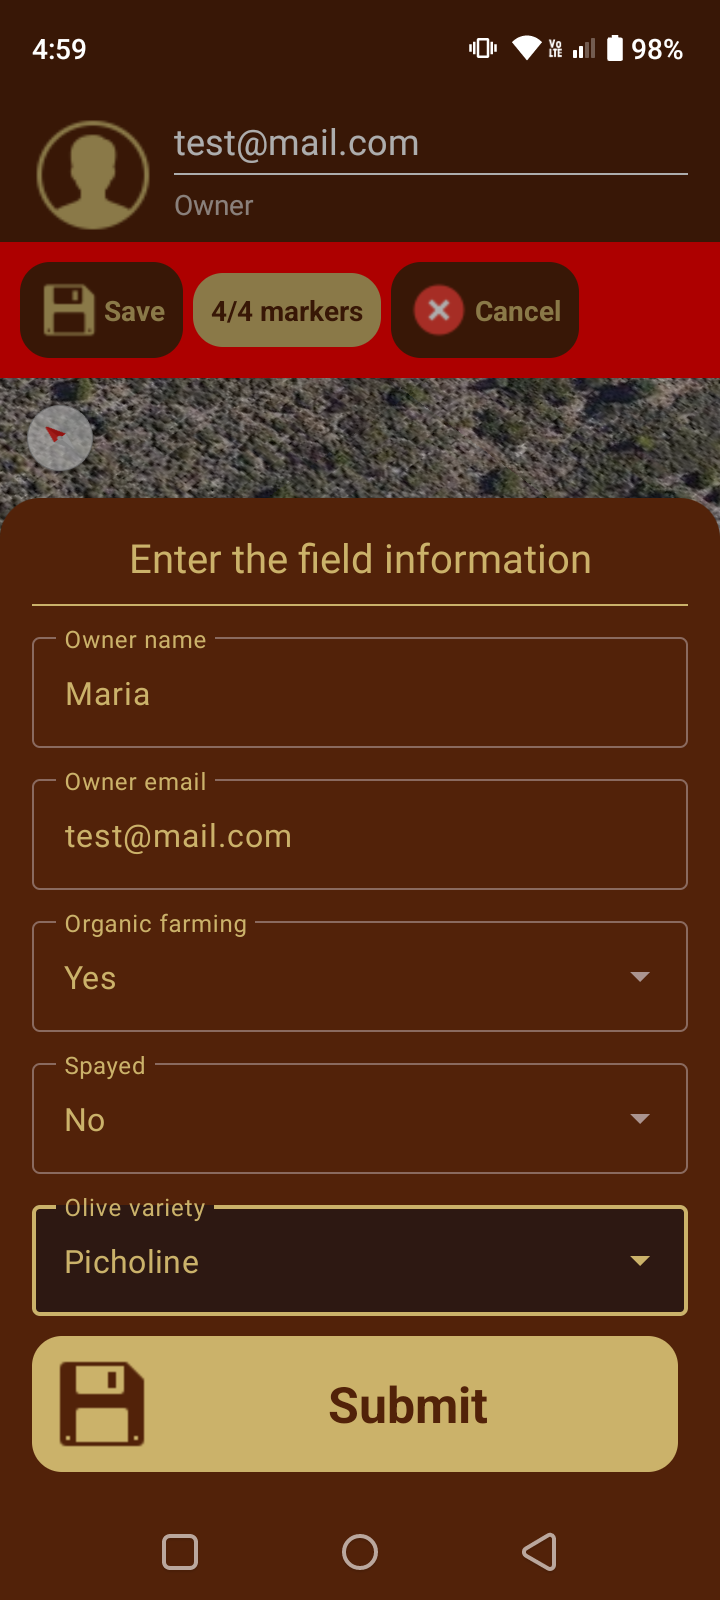 4:59
Vo LTE 98%
test@mail.com
Owner
Save
4/4 markers
Cancel
Enter the field information
Owner name
Maria
Owner email
test@mail.com
Organic farming
Yes
Spayed
No
Olive variety
Picholine
Submit